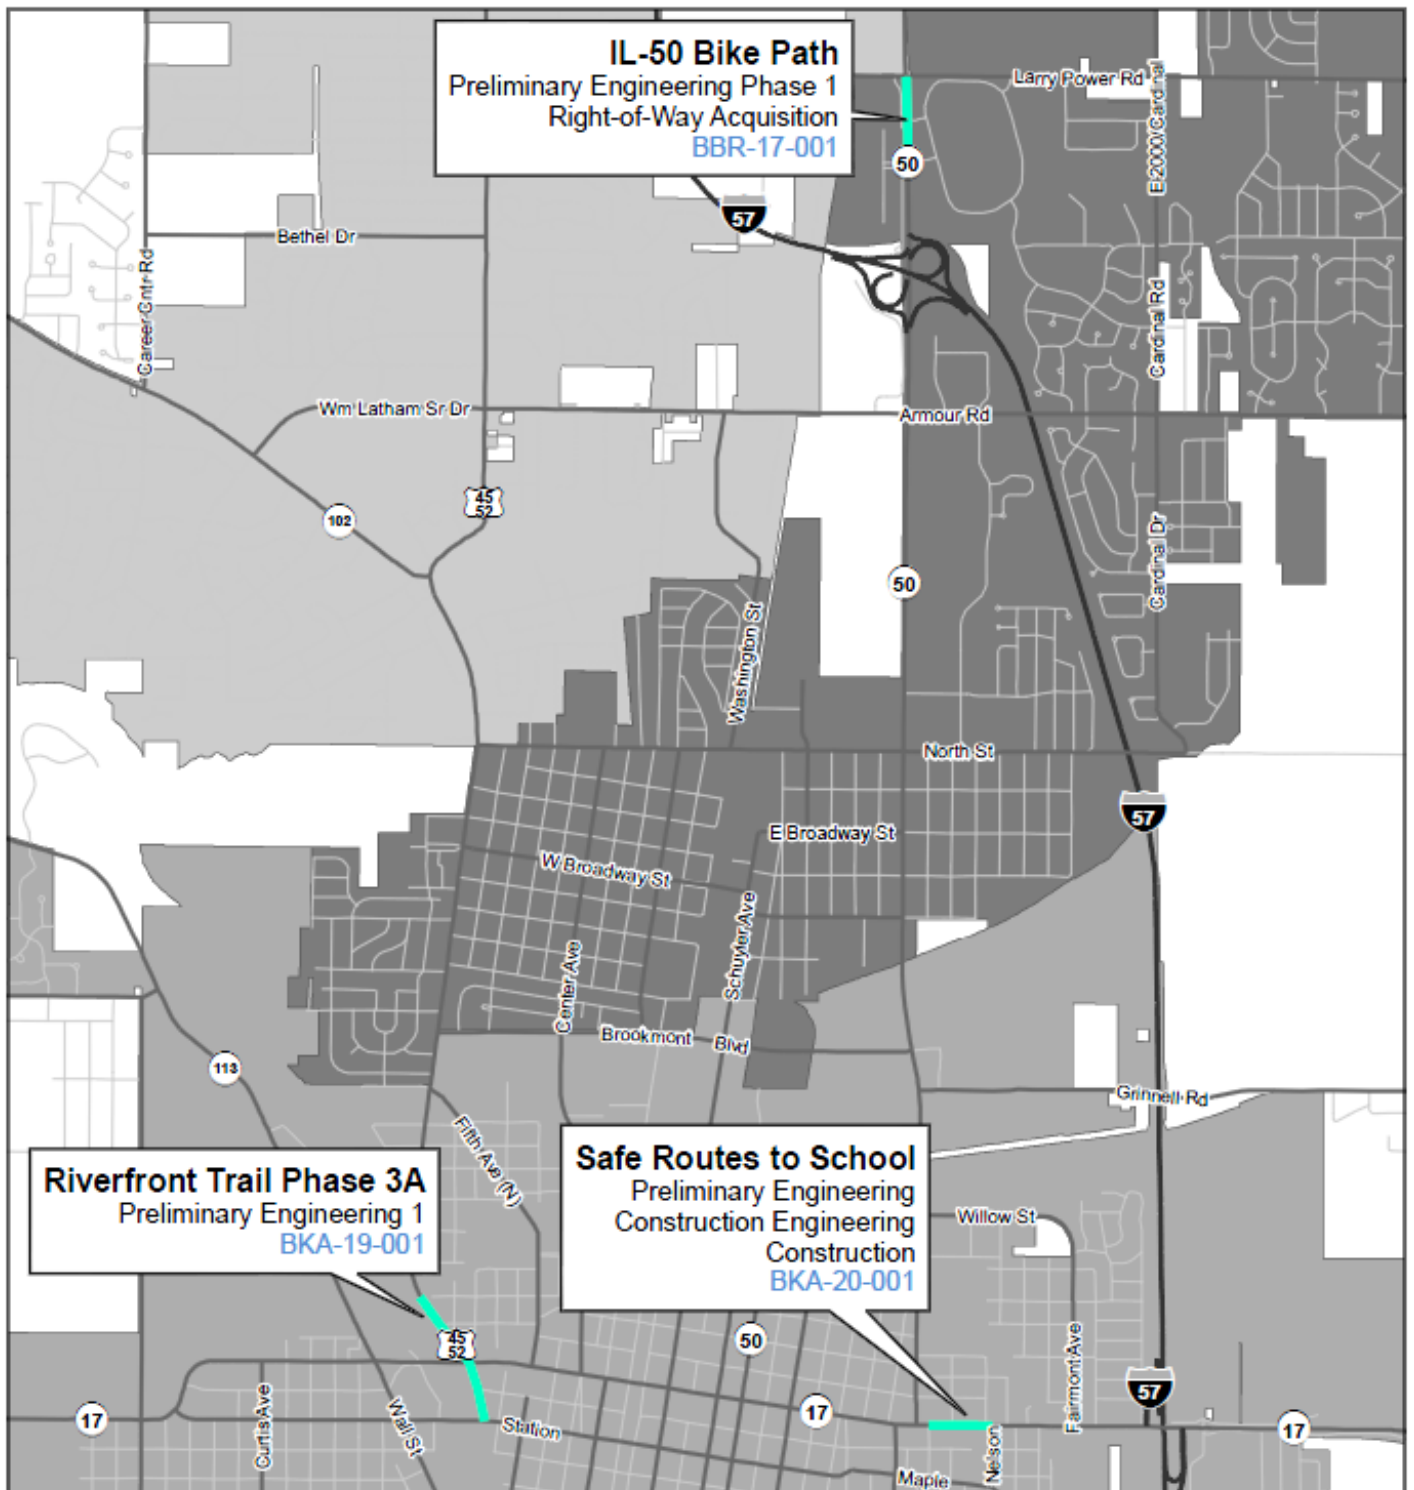 IL-50 Bike Path
Preliminary Engineering Phase 1
Right-of-Way Acquisition
BBR-17-001
Larry Power Rd
E2000/Cardinal
50
57
Bethel Dr
Career Cntr Rd
Cardinal Rd
Wm Latham Sr Dr
Armour Rd
45
52
102
Cardinal Dr
50
Washington St
North St
57
E Broadway St
W Broadway St
Schuyler Ave
Center Ave
Brookmont Blvd
113
Grinnell Rd
Fifth Ave (N)
Riverfront Trail Phase 3A
Preliminary Engineering 1
BKA-19-001
Safe Routes to School
Preliminary Engineering
Construction Engineering
Construction
BKA-20-001
Willow St
45
52
50
Fairmont Ave
57
17
Curtis Ave
Wall St
Station
17
Nelson
17
Maple